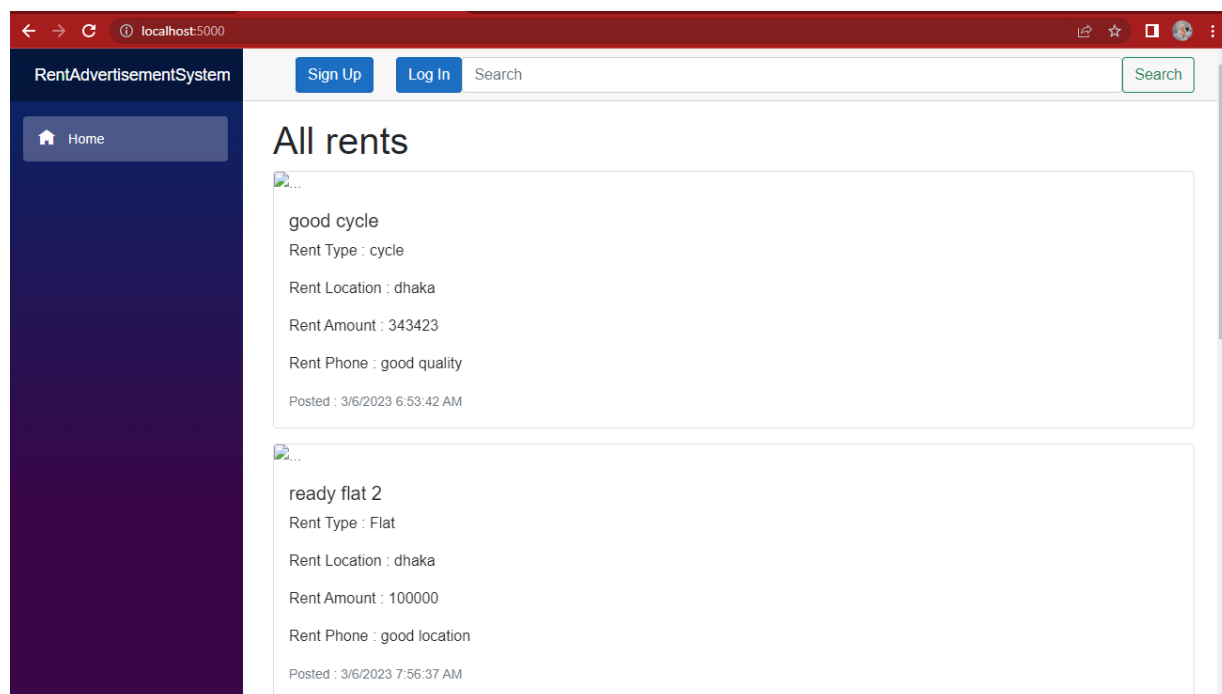 localhost:5000
RentAdvertisementSystem
Sign Up
Log In
Search
Search
Home
All rents
...
good cycle
Rent Type : cycle
Rent Location : dhaka
Rent Amount : 343423
Rent Phone : good quality
Posted : 3/6/2023 6:53:42 AM
...
ready flat 2
Rent Type : Flat
Rent Location : dhaka
Rent Amount : 100000
Rent Phone : good location
Posted : 3/6/2023 7:56:37 AM